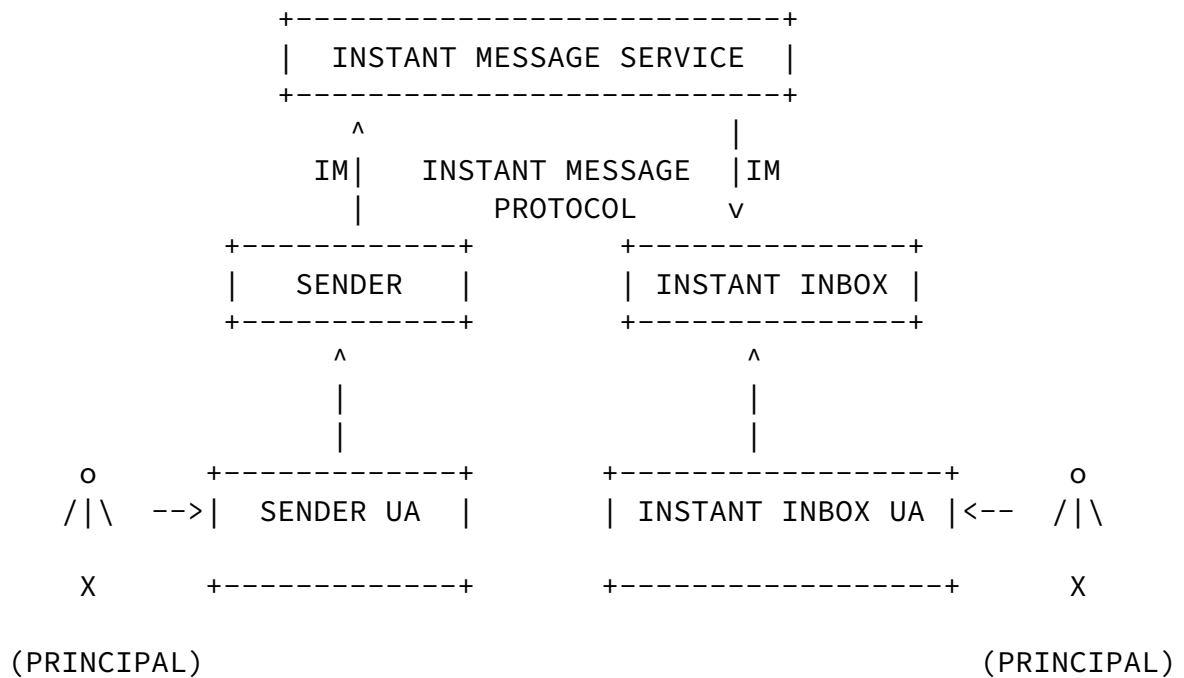 INSTANT MESSAGE SERVICE
IM INSTANT MESSAGE IM
PROTOCOL
SENDER INSTANT INBOX
SENDER UA INSTANT INBOX UA
(PRINCIPAL) (PRINCIPAL)